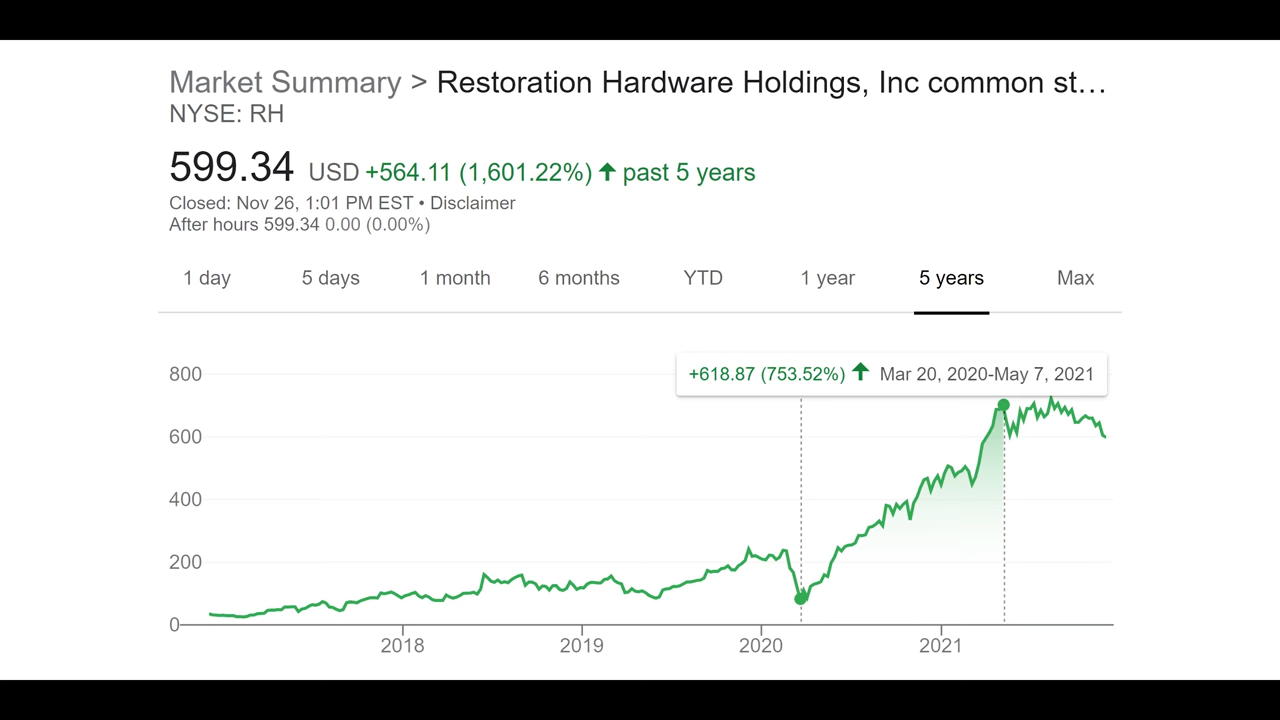 Market Summary > Restoration Hardware Holdings, Inc common st...
NYSE: RH
599.34 USD +564.11 (1,601.22%) ↑ past 5 years
Closed: Nov 26, 1:01 PM EST • Disclaimer
After hours 599.34 0.00 (0.00%)
1 day 5 days 1 month 6 months YTD 1 year 5 years Max
+618.87 (753.52%) ↑ Mar 20, 2020-May 7, 2021
800
600
400
200
0
2018 2019 2020 2021